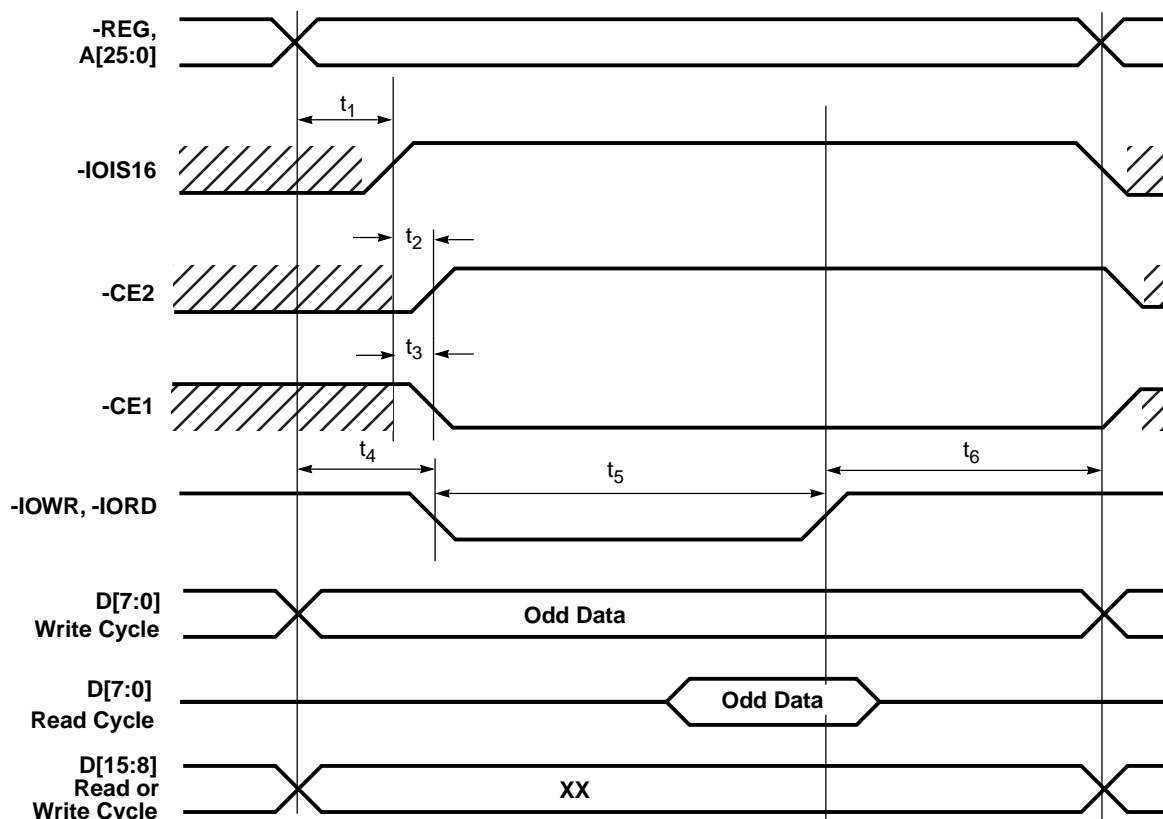 -REG,
A[25:0]
t1
-IOIS16
t2
-CE2
t3
-CE1
t4
t5
t6
-IOWR, -IORD
D[7:0]
Write Cycle
Odd Data
D[7:0]
Read Cycle
Odd Data
D[15:8]
Read or
Write Cycle
XX